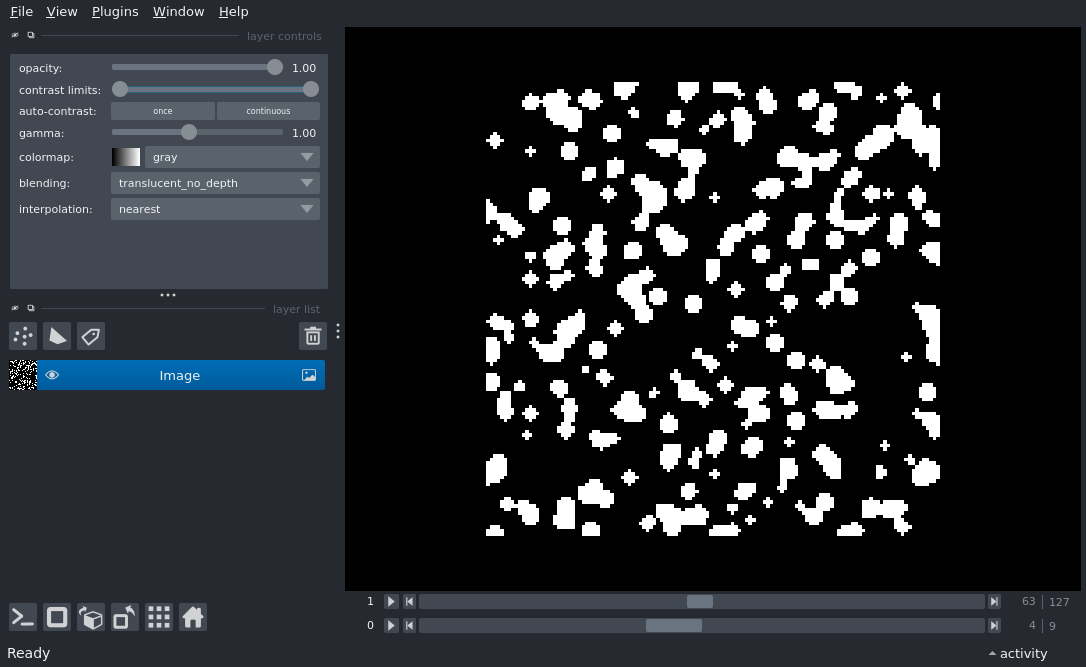 File View Plugins Window Help
layer controls
opacity: 1.00
contrast limits:
auto-contrast: once continuous
gamma: 1.00
colormap: gray
blending: translucent_no_depth
interpolation: nearest
layer list
Image
1 63 127
0 4 9
Ready activity